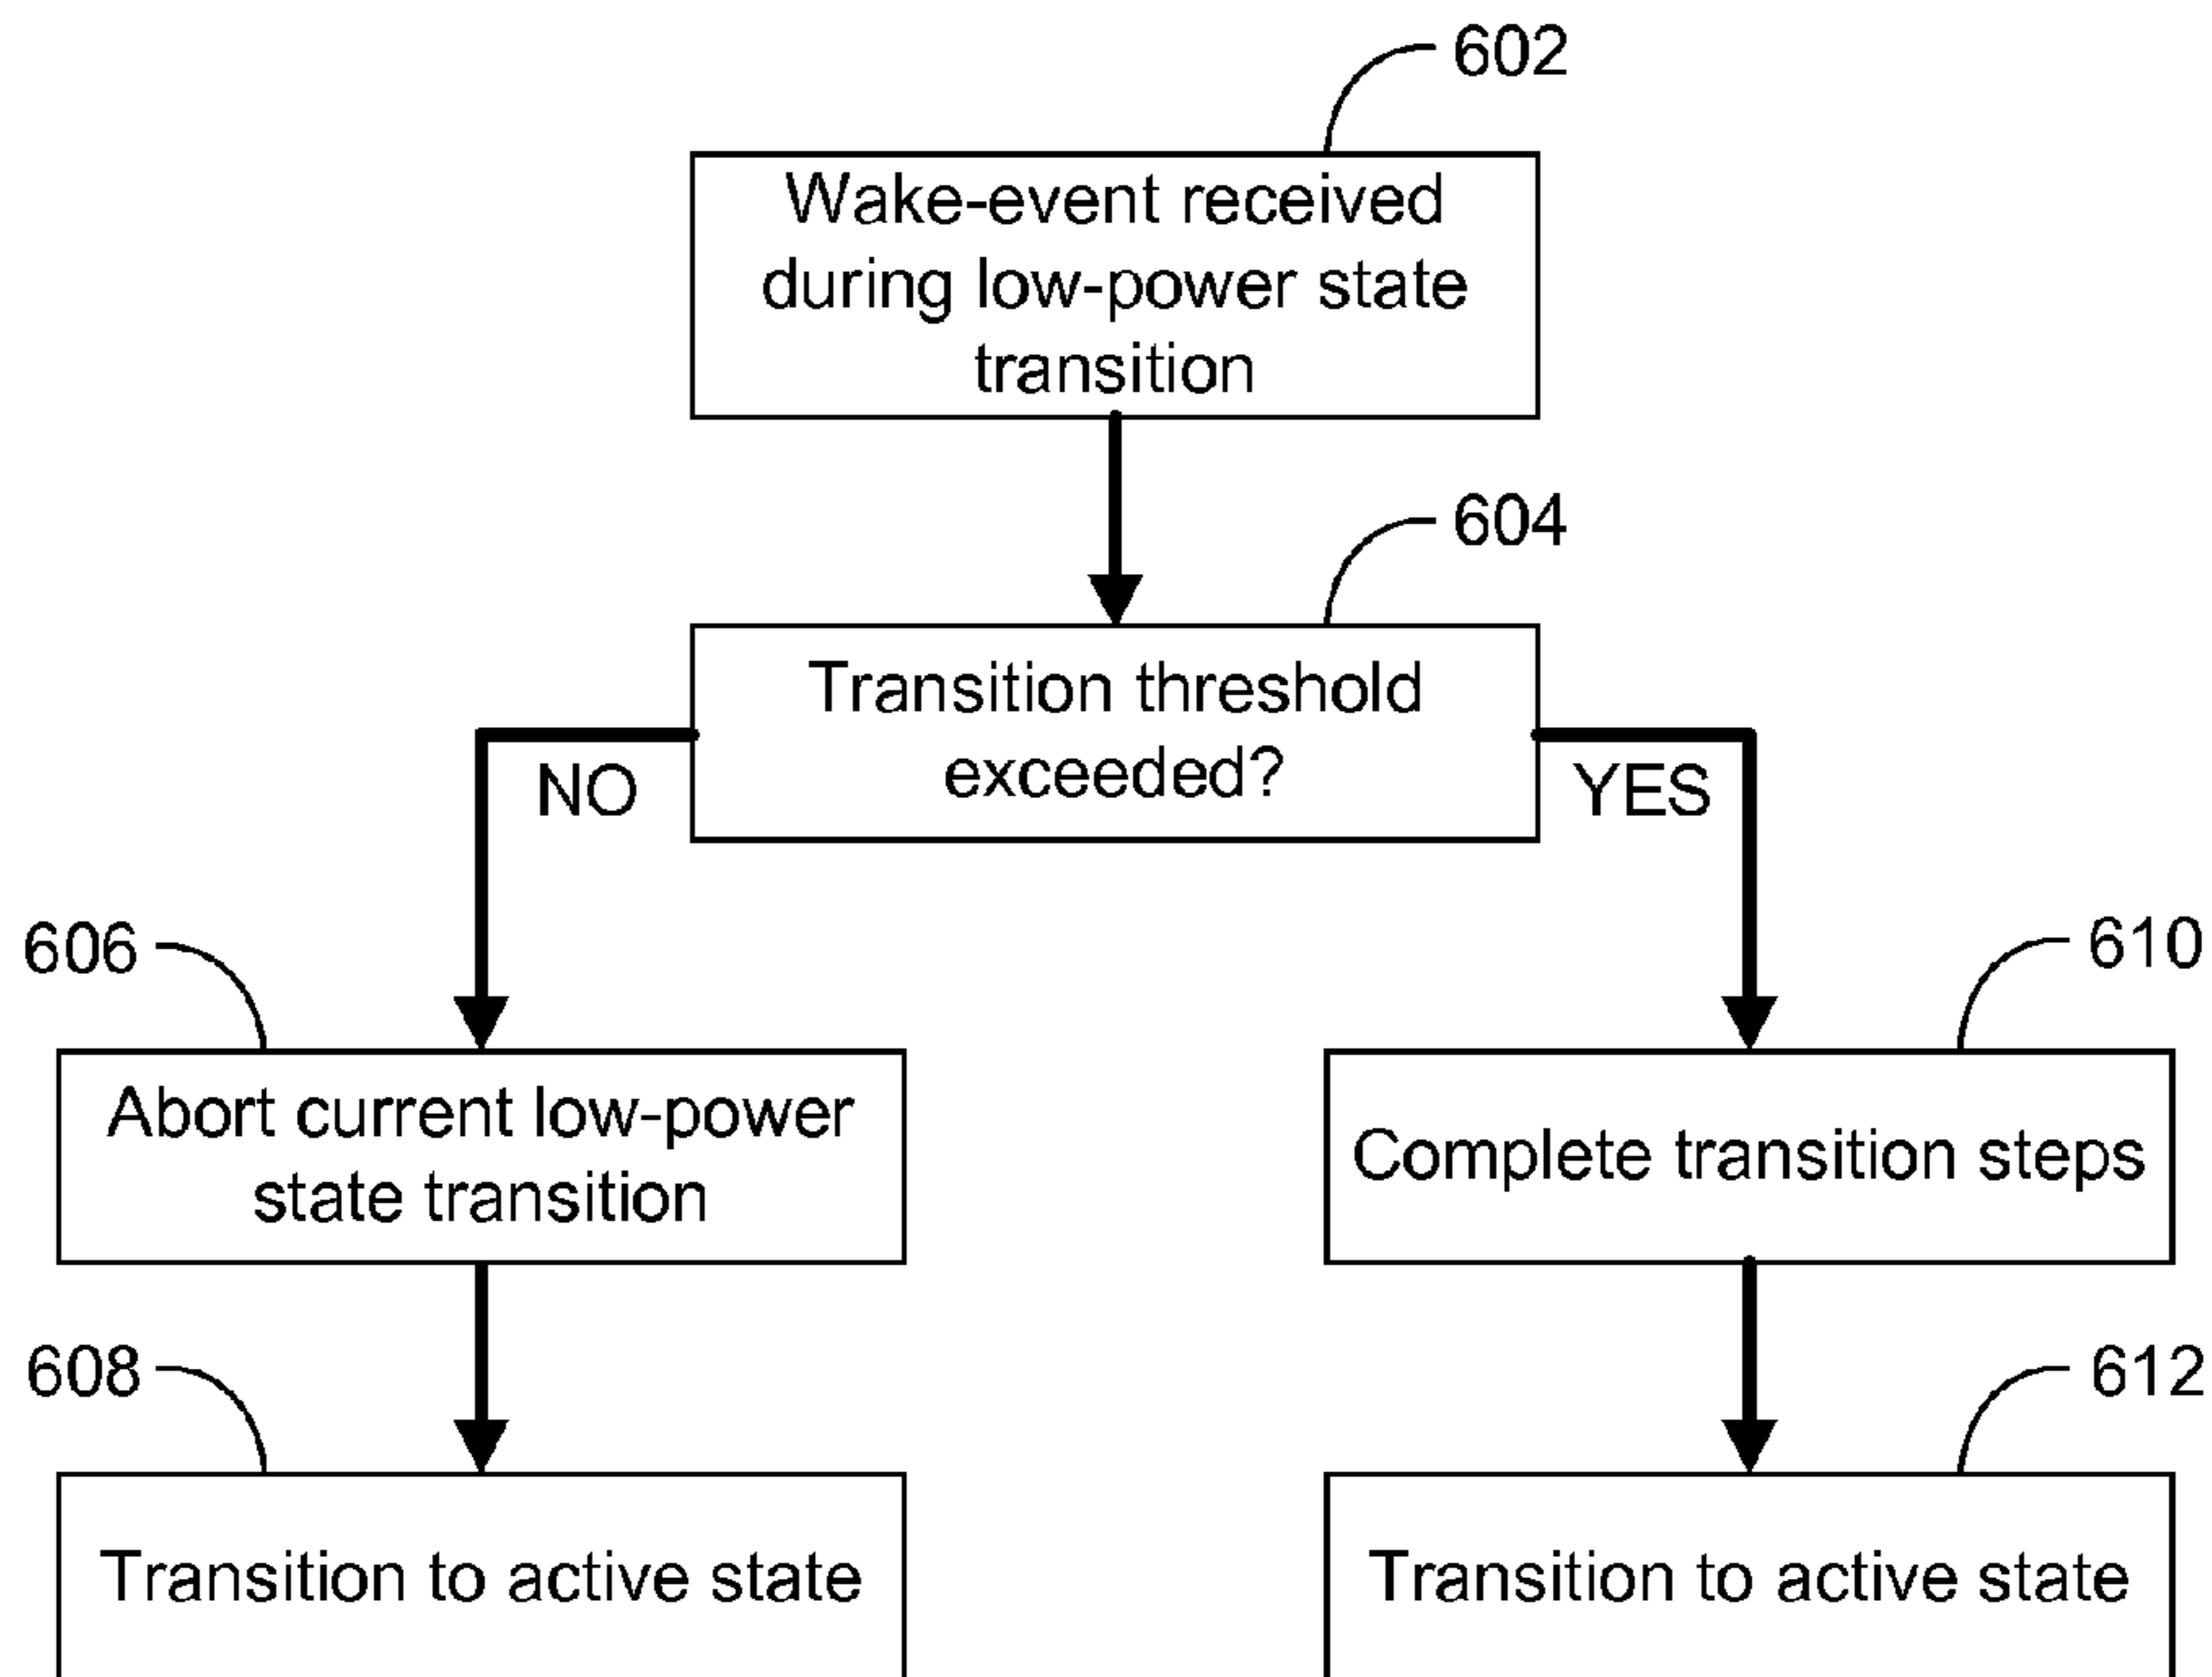 602
Wake-event received
during low-power state
transition
604
Transition threshold
exceeded?
NO
YES
606
Abort current low-power
state transition
610
Complete transition steps
608
Transition to active state
612
Transition to active state